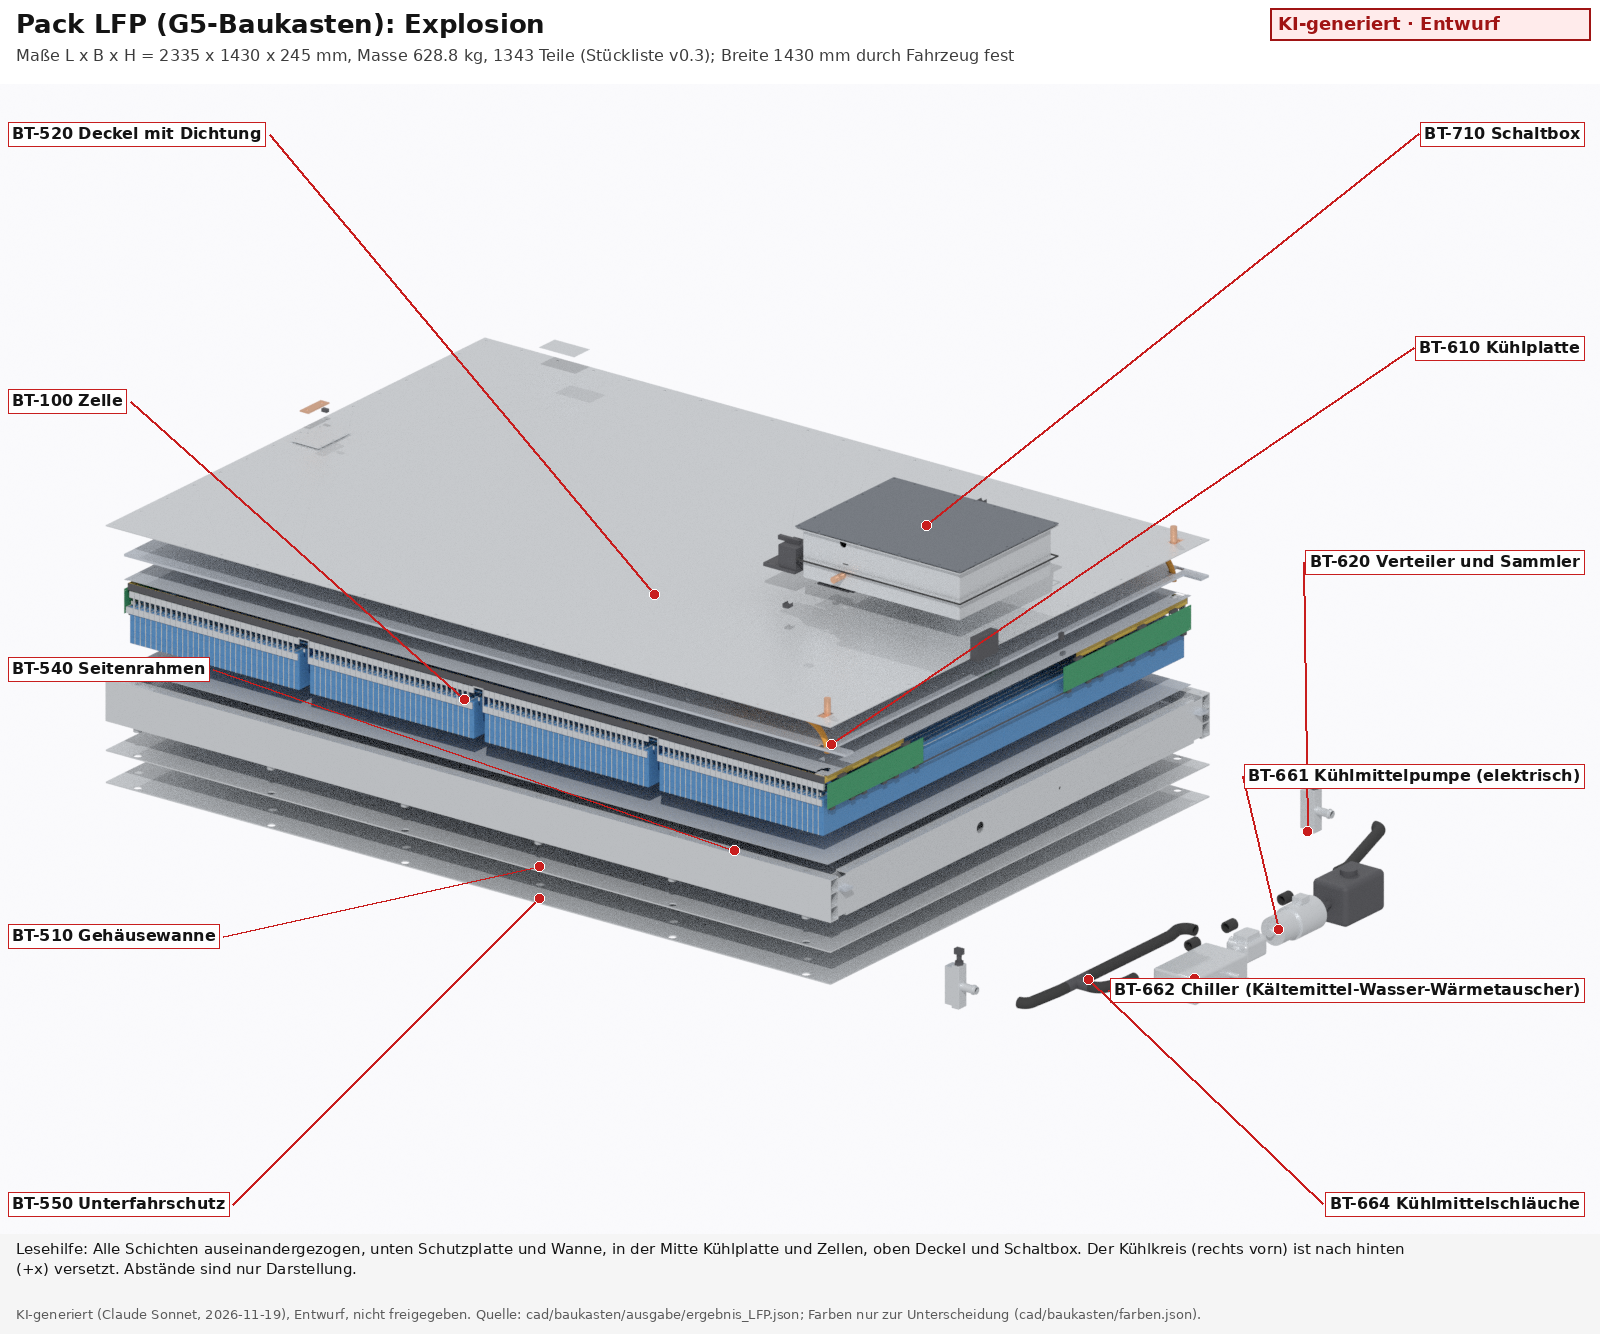 Pack LFP (G5-Baukasten): Explosion
KI-generiert · Entwurf
Maße L x B x H = 2335 x 1430 x 245 mm, Masse 628.8 kg, 1343 Teile (Stückliste v0.3); Breite 1430 mm durch Fahrzeug fest
BT-520 Deckel mit Dichtung
BT-710 Schaltbox
BT-610 Kühlplatte
BT-100 Zelle
BT-620 Verteiler und Sammler
BT-540 Seitenrahmen
BT-661 Kühlmittelpumpe (elektrisch)
BT-510 Gehäusewanne
BT-662 Chiller (Kältemittel-Wasser-Wärmetauscher)
BT-550 Unterfahrschutz
BT-664 Kühlmittelschläuche
Lesehilfe: Alle Schichten auseinandergezogen, unten Schutzplatte und Wanne, in der Mitte Kühlplatte und Zellen, oben Deckel und Schaltbox. Der Kühlkreis (rechts vorn) ist nach hinten
(+x) versetzt. Abstände sind nur Darstellung.
KI-generiert (Claude Sonnet, 2026-11-19), Entwurf, nicht freigegeben. Quelle: cad/baukasten/ausgabe/ergebnis_LFP.json; Farben nur zur Unterscheidung (cad/baukasten/farben.json).